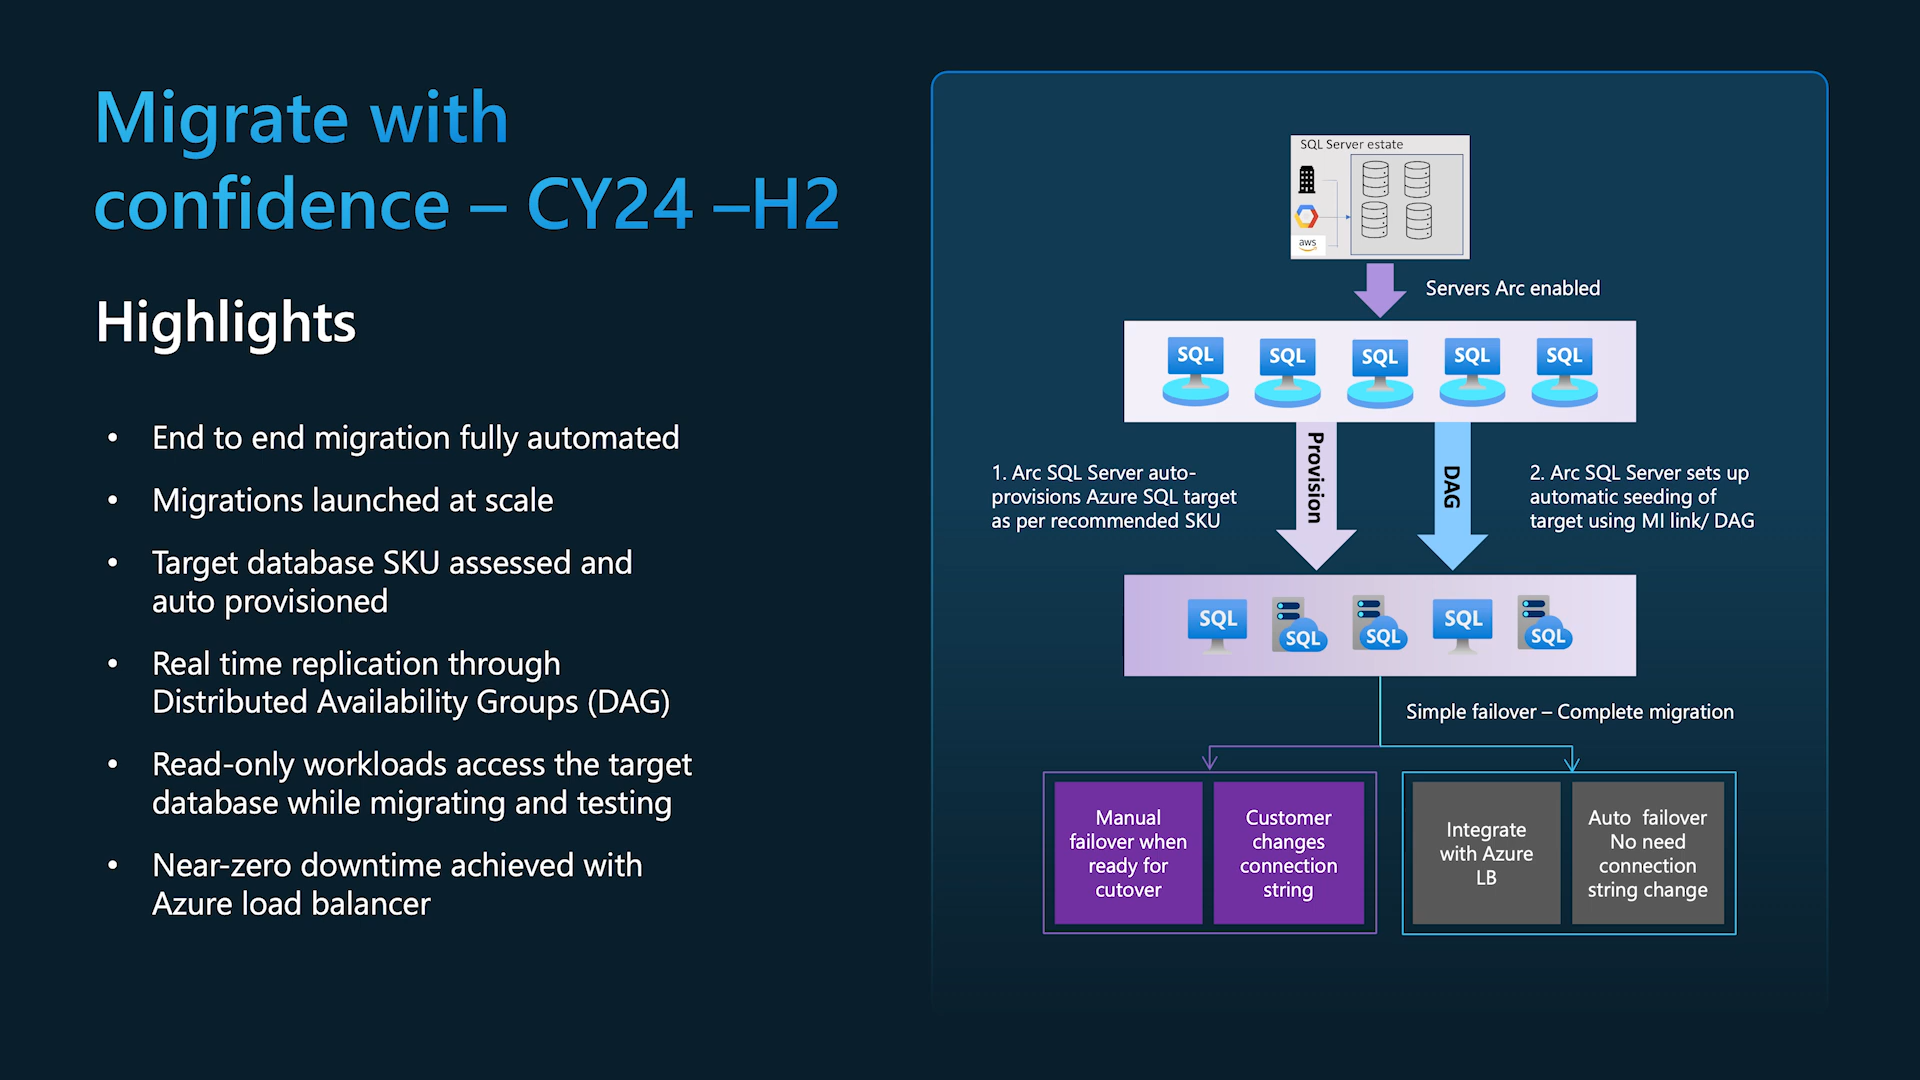 Migrate with
confidence – CY24 –H2
Highlights
• End to end migration fully automated
• Migrations launched at scale
• Target database SKU assessed and
auto provisioned
• Real time replication through
Distributed Availability Groups (DAG)
• Read-only workloads access the target
database while migrating and testing
• Near-zero downtime achieved with
Azure load balancer
SQL Server estate
aws
Servers Arc enabled
SQL SQL SQL SQL SQL
1. Arc SQL Server auto-
provisions Azure SQL target
as per recommended SKU
Provision
DAG
2. Arc SQL Server sets up
automatic seeding of
target using MI link/ DAG
SQL SQL SQL SQL SQL
Simple failover – Complete migration
Manual
failover when
ready for
cutover
Customer
changes
connection
string
Integrate
with Azure
LB
Auto failover
No need
connection
string change